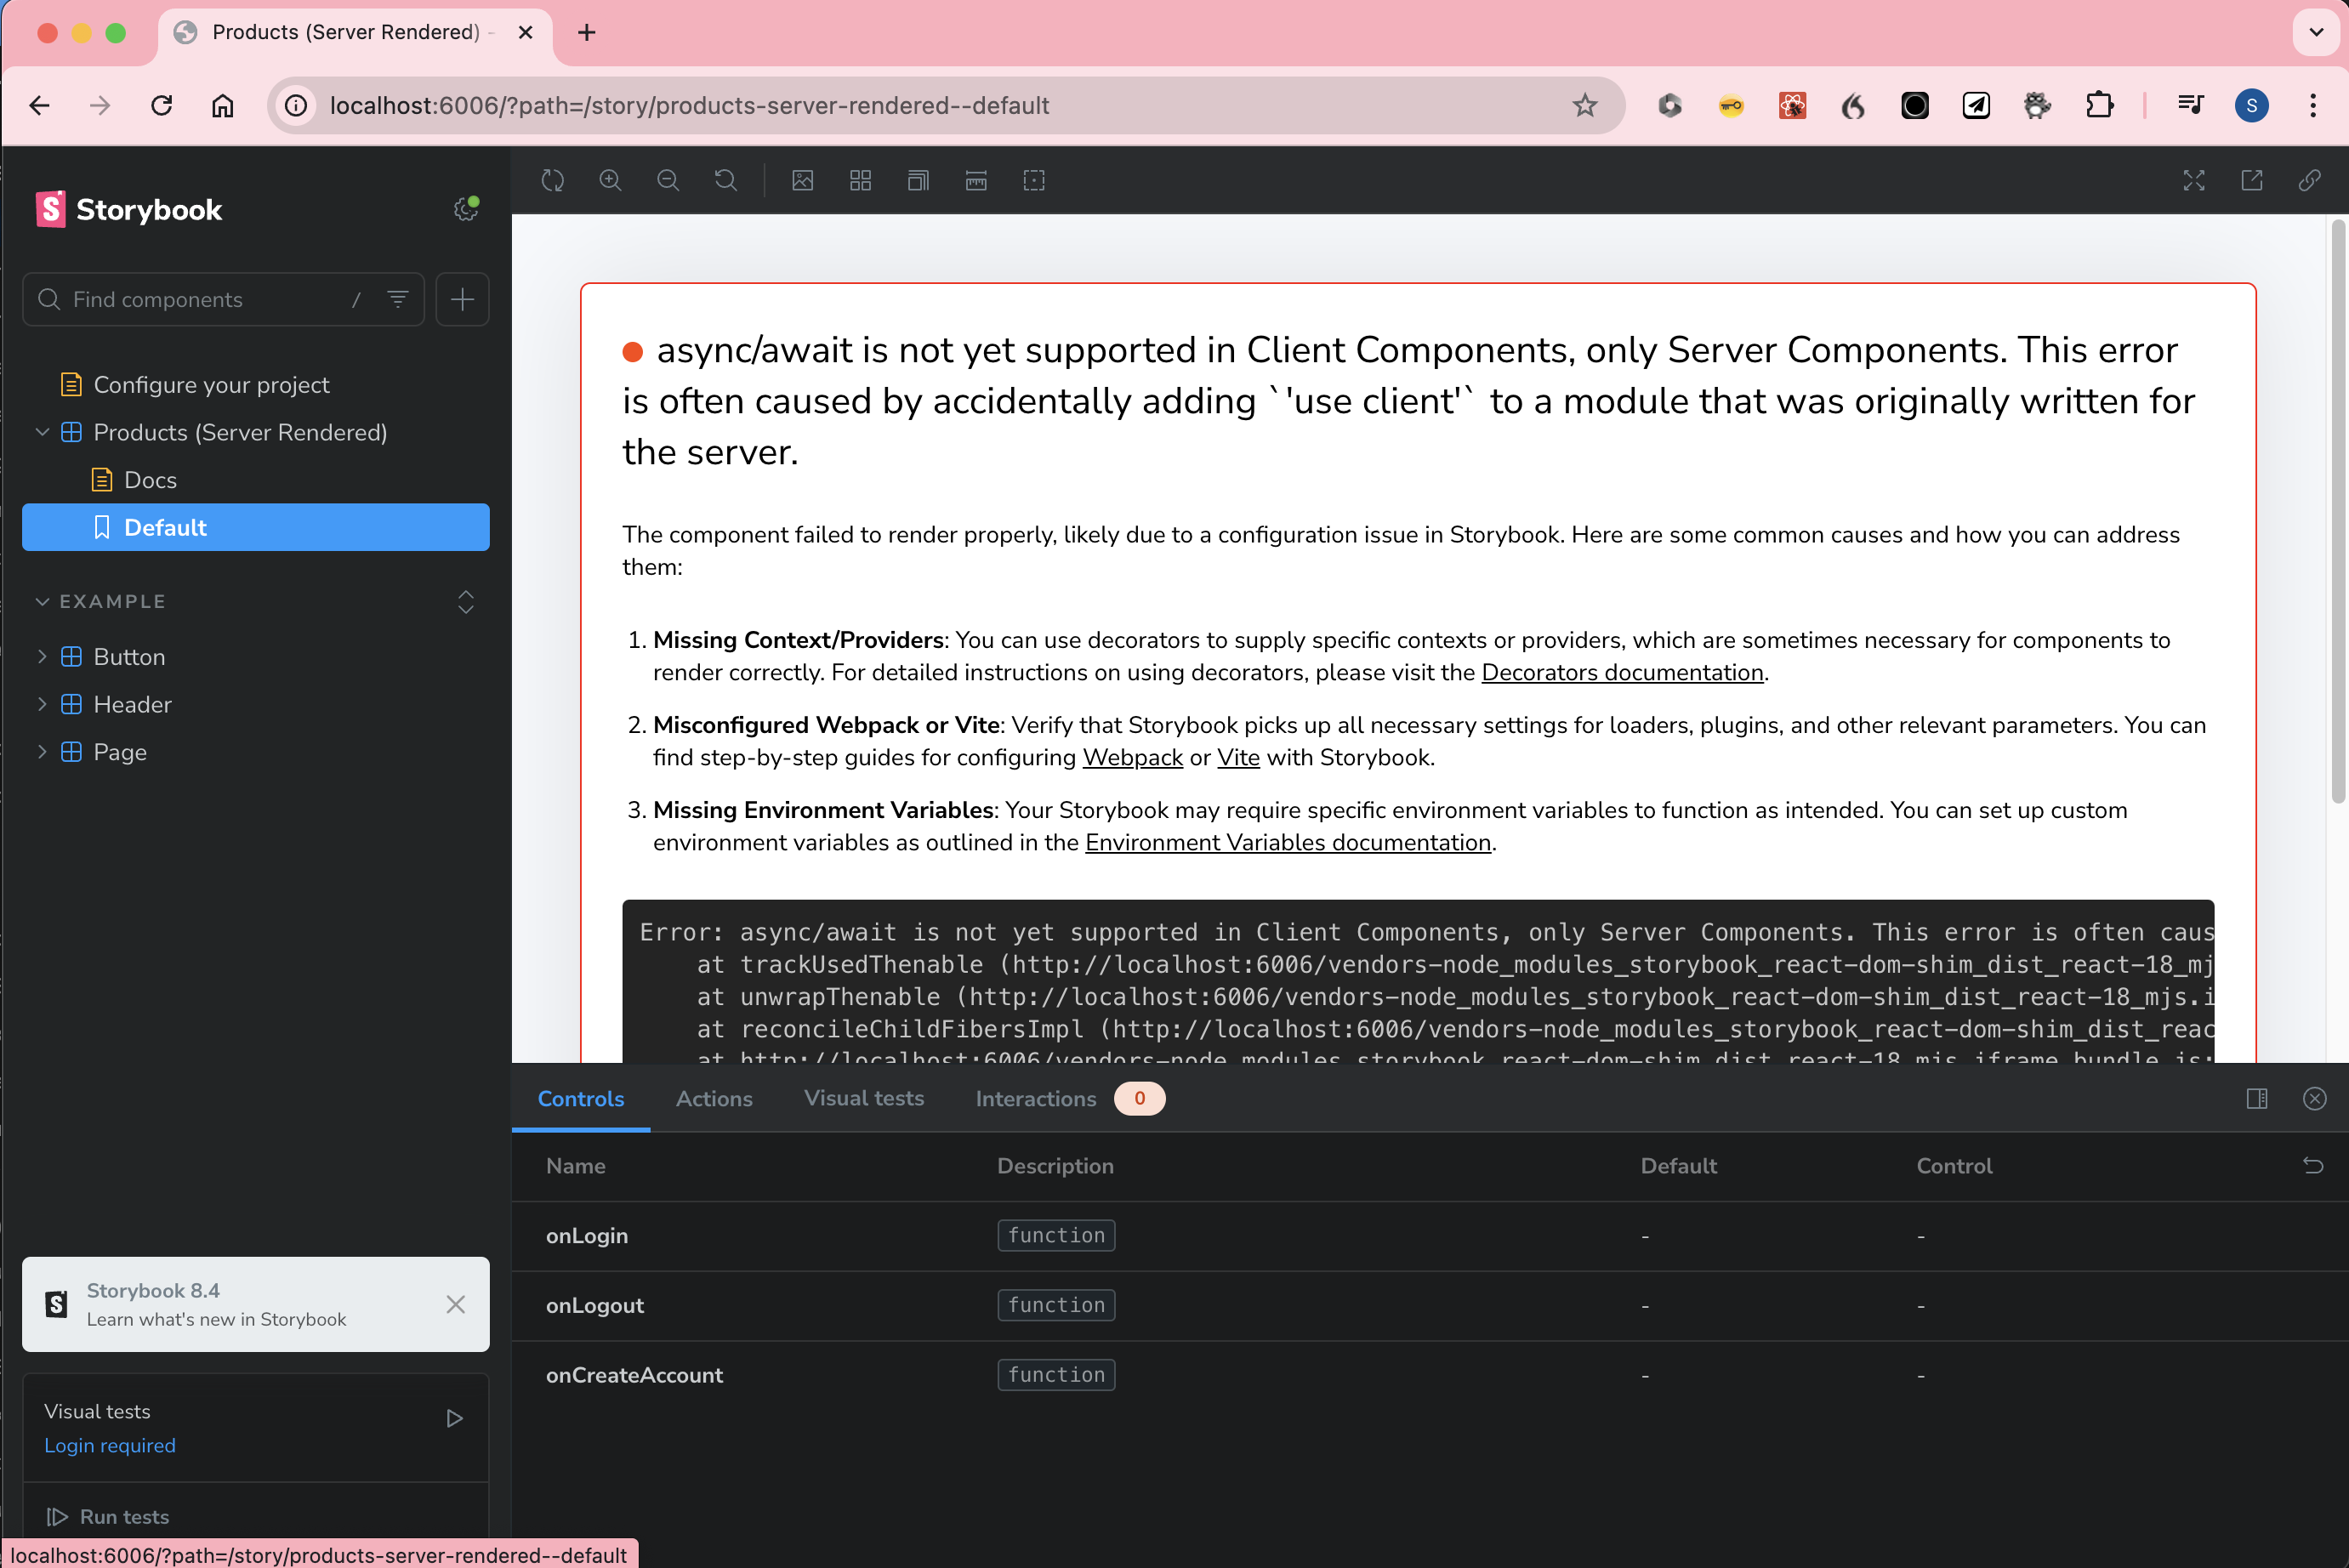 Products (Server Rendered) -
localhost:6006/?path=/story/products-server-rendered--default
S
Storybook
Find components
/
Configure your project
Products (Server Rendered)
Docs
Default
EXAMPLE
Button
Header
Page
Storybook 8.4
Learn what's new in Storybook
Visual tests
Login required
Run tests
localhost:6006/?path=/story/products-server-rendered--default
async/await is not yet supported in Client Components, only Server Components. This error
is often caused by accidentally adding `'use client'` to a module that was originally written for
the server.
The component failed to render properly, likely due to a configuration issue in Storybook. Here are some common causes and how you can address
them:
1. Missing Context/Providers: You can use decorators to supply specific contexts or providers, which are sometimes necessary for components to
render correctly. For detailed instructions on using decorators, please visit the Decorators documentation.
2. Misconfigured Webpack or Vite: Verify that Storybook picks up all necessary settings for loaders, plugins, and other relevant parameters. You can
find step-by-step guides for configuring Webpack or Vite with Storybook.
3. Missing Environment Variables: Your Storybook may require specific environment variables to function as intended. You can set up custom
environment variables as outlined in the Environment Variables documentation.
Error: async/await is not yet supported in Client Components, only Server Components. This error is often caus
at trackUsedThenable (http://localhost:6006/vendors-node_modules_storybook_react-dom-shim_dist_react-18_mj
at unwrapThenable (http://localhost:6006/vendors-node_modules_storybook_react-dom-shim_dist_react-18_mjs.i
at reconcileChildFibersImpl (http://localhost:6006/vendors-node_modules_storybook_react-dom-shim_dist_reac
at http://localhost:6006/vendors-node_modules_storybook_react-dom-shim_dist_react-18_mjs.iframe.bundle.js:
Controls
Actions
Visual tests
Interactions
0
Name
Description
Default
Control
onLogin
function
-
-
onLogout
function
-
-
onCreateAccount
function
-
-